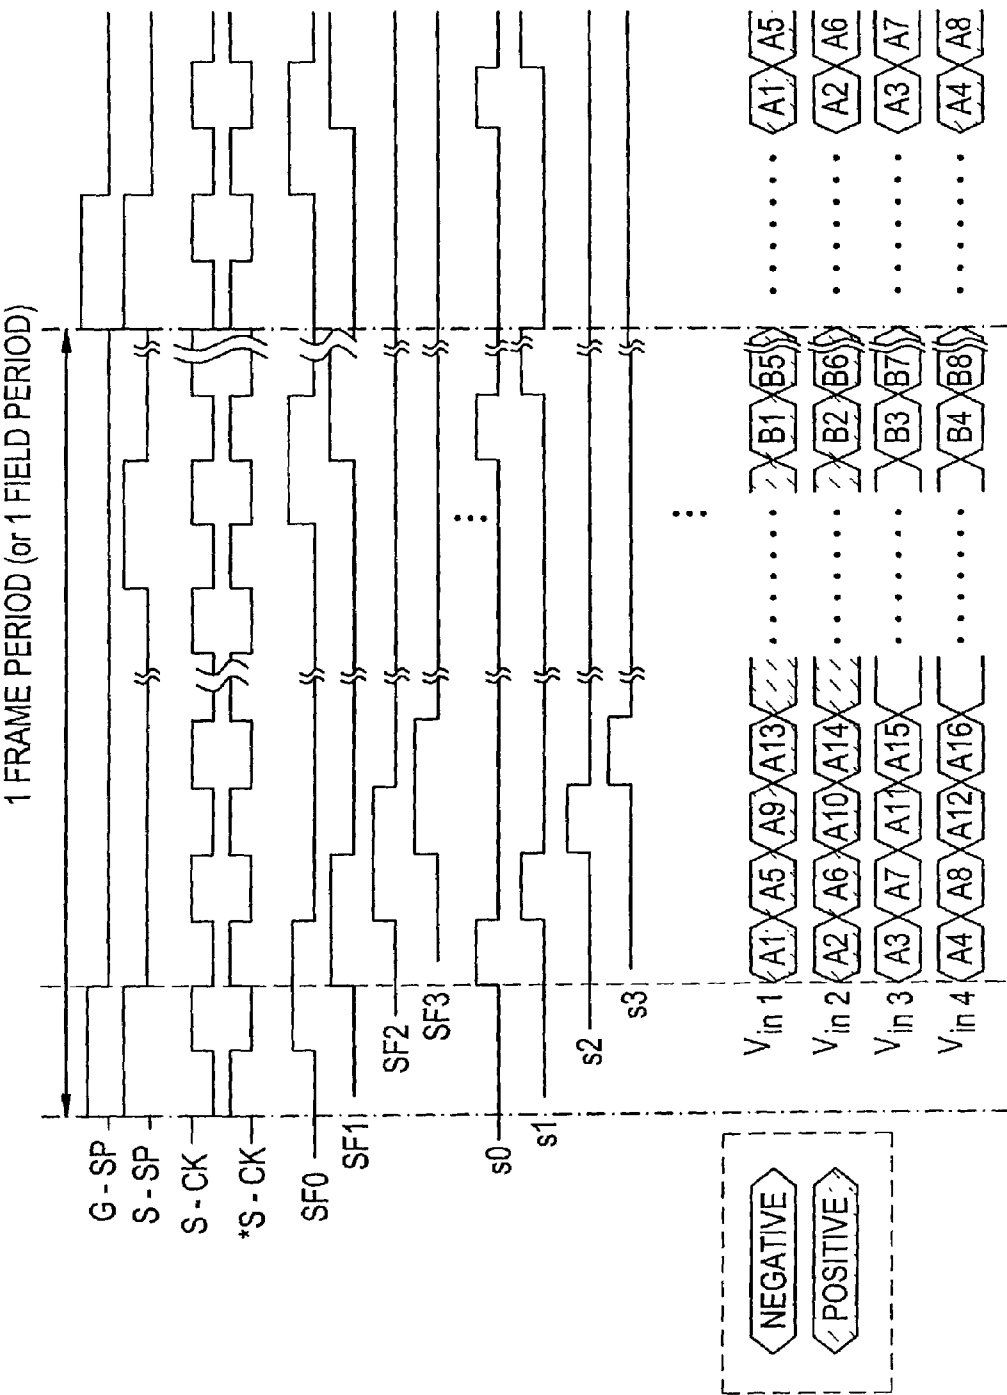 1 FRAME PERIOD (or 1 FIELD PERIOD)
G - SP
S - SP
S - CK
*S - CK
SF0
SF1
SF2
SF3
s0
s1
s2
s3
Vin 1 A1 A5 A9 A13 B1 B5 A1 A5
Vin 2 A2 A6 A10 A14 B2 B6 A2 A6
Vin 3 A3 A7 A11 A15 B3 B7 A3 A7
Vin 4 A4 A8 A12 A16 B4 B8 A4 A8
NEGATIVE
POSITIVE